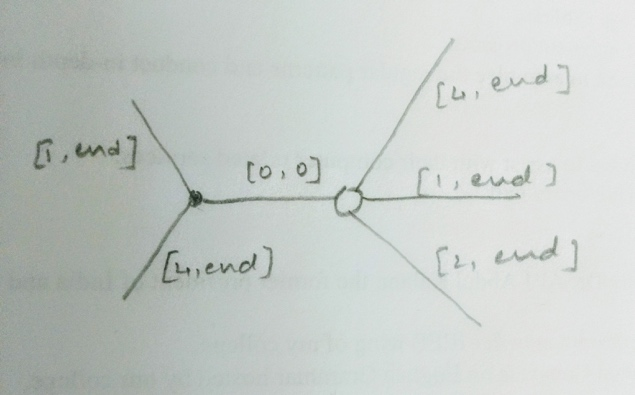 [4, end]
[1, end]
[0, 0]
[1, end]
[4, end]
[2, end]